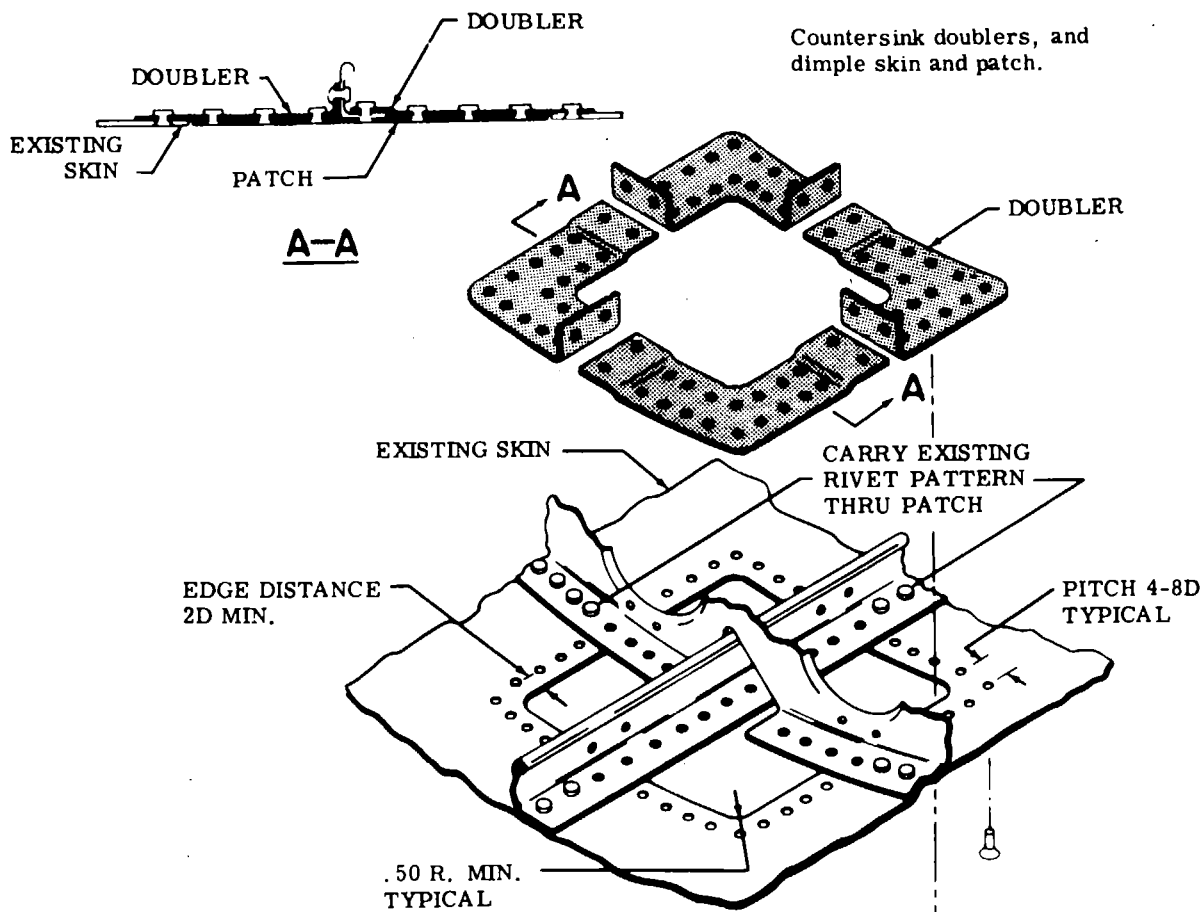 DOUBLER
Countersink doublers, and
dimple skin and patch.
DOUBLER
EXISTING
SKIN
PATCH
A
DOUBLER
A-A
A
EXISTING SKIN
CARRY EXISTING
RIVET PATTERN
THRU PATCH
EDGE DISTANCE
2D MIN.
PITCH 4-8D
TYPICAL
.50 R. MIN.
TYPICAL